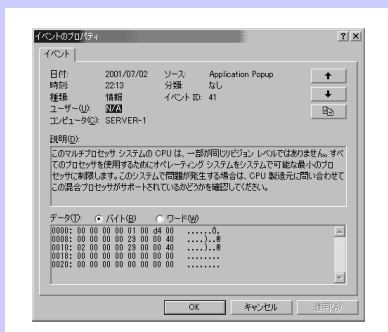 イベントのプロパティ
イベント
日付: 2001/07/02 ソース: Application Popup
時刻: 22:13 分類: なし
種類: 情報 イベント ID: 41
ユーザー(U): N/A
コンピュータ(C): SERVER-1
説明(D):
このマルチプロセッサ システムの CPU は、一部が同じリビジョン レベルではありません。すべ
てのプロセッサを使用するためにオペレーティング システムをシステムで可能な最小のプロ
セッサに制限します。このシステムで問題が発生する場合は、CPU 製造元に問い合わせて
この混合プロセッサがサポートされているかどうかを確認してください。
データ(T): バイト(B) ワード(W)
0000: 00 00 00 00 01 00 d4 00 ......Ô.
0008: 00 00 00 00 29 00 00 40 ....)..@
0010: 02 00 00 00 29 00 00 40 ....)..@
0018: 00 00 00 00 00 00 00 00 ........
0020: 00 00 00 00 00 00 00 00 ........
OK キャンセル 適用(A)